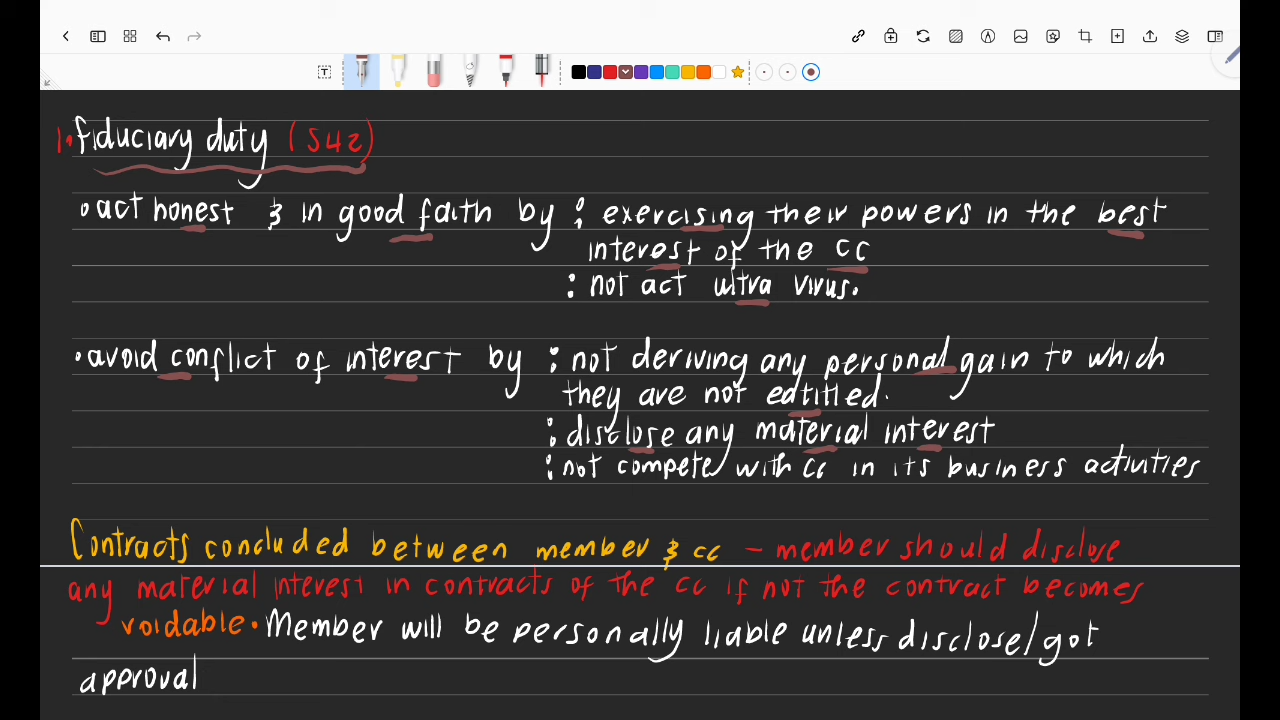 1. fiduciary duty (S42)
• act honest & in good faith by : exercising their powers in the best
interest of the CC
: not act ultra virus.
• avoid conflict of interest by : not deriving any personal gain to which
they are not edtitled.
: disclose any material interest
: not compete with CC in its business activities
Contracts concluded between member & CC - member should disclose
any material interest in contracts of the CC if not the contract becomes
voidable. Member will be personally liable unless disclose/got
approval